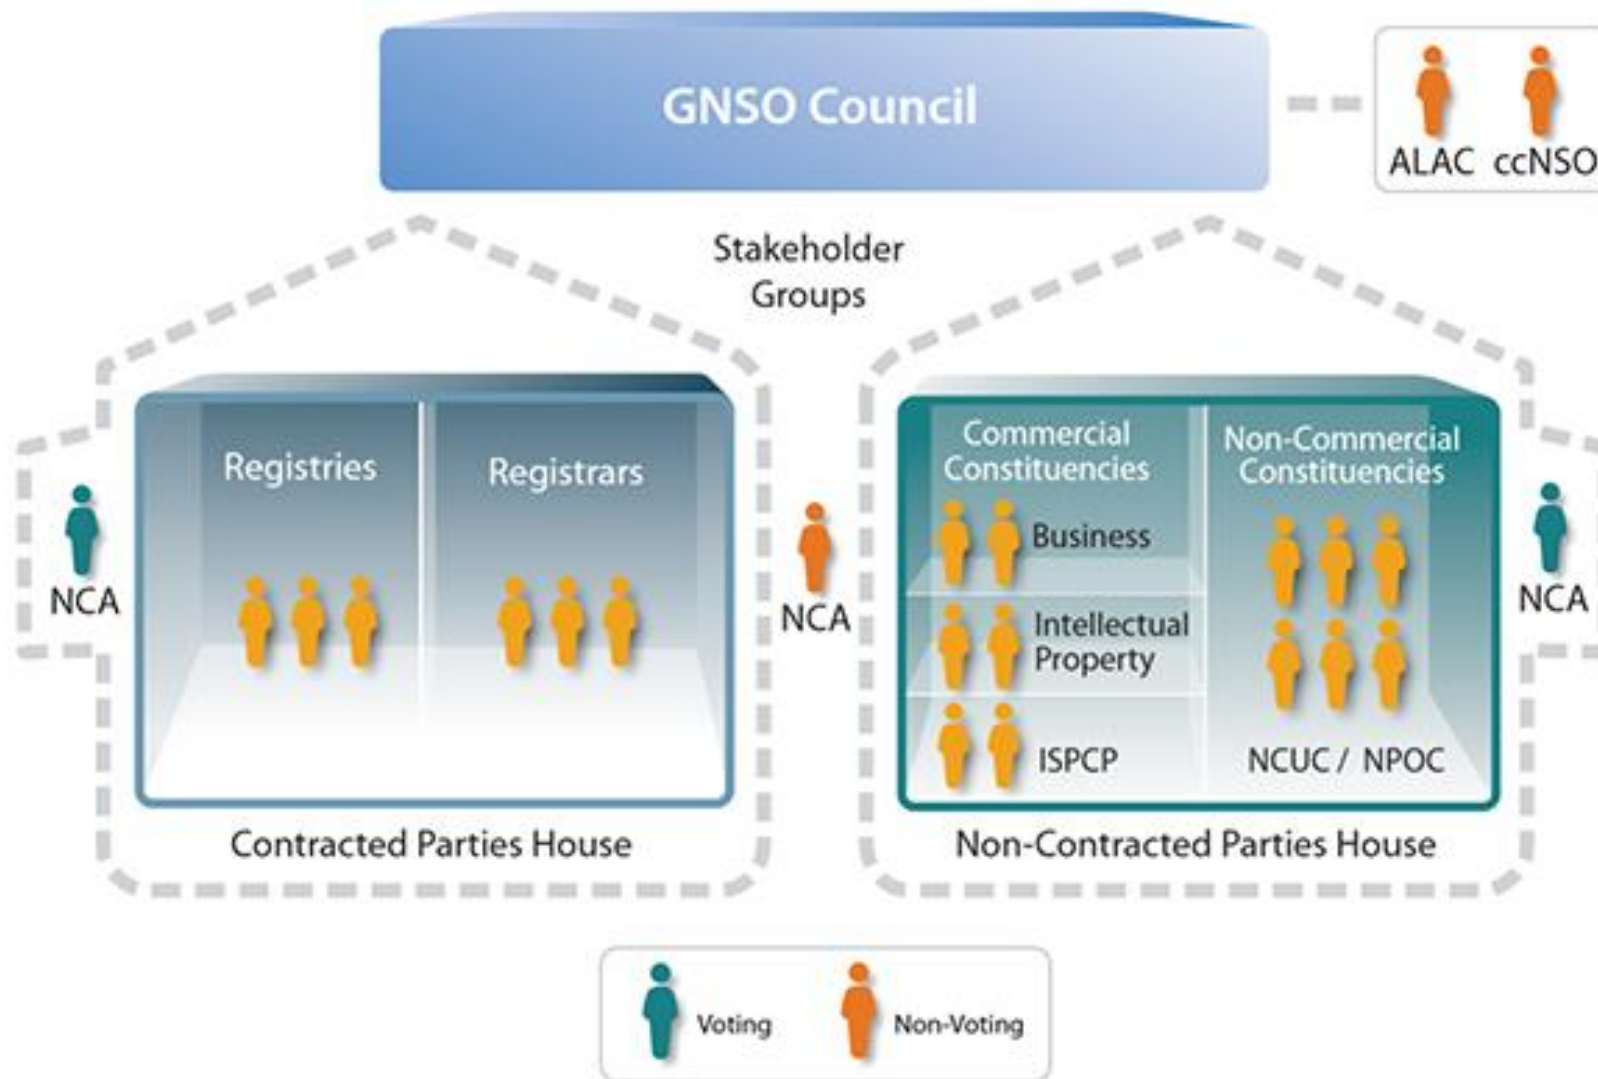 GNSO Council
ALAC ccNSO
Stakeholder
Groups
Registries
Registrars
Commercial
Constituencies
Non-Commercial
Constituencies
Business
Intellectual
Property
ISPCP
NCUC / NPOC
NCA
NCA
NCA
Contracted Parties House
Non-Contracted Parties House
Voting
Non-Voting